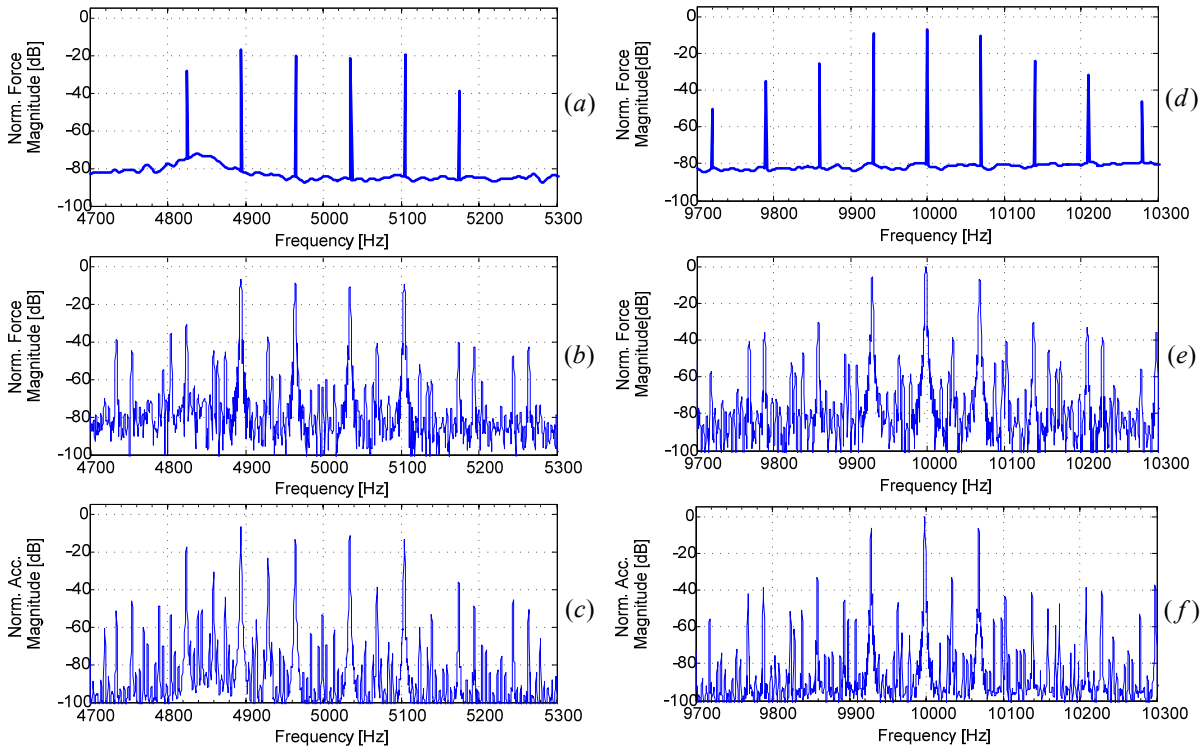 0
−20
−40
−60
−80
−100
Norm. Force
Magnitude [dB]
4700 4800 4900 5000 5100 5200 5300
Frequency [Hz]
(a)
0
−20
−40
−60
−80
−100
Norm. Force
Magnitude[dB]
9700 9800 9900 10000 10100 10200 10300
Frequency [Hz]
(d)
0
−20
−40
−60
−80
−100
Norm. Force
Magnitude [dB]
4700 4800 4900 5000 5100 5200 5300
Frequency [Hz]
(b)
0
−20
−40
−60
−80
−100
Norm. Force
Magnitude[dB]
9700 9800 9900 10000 10100 10200 10300
Frequency [Hz]
(e)
0
−20
−40
−60
−80
−100
Norm. Acc.
Magnitude [dB]
4700 4800 4900 5000 5100 5200 5300
Frequency [Hz]
(c)
0
−20
−40
−60
−80
−100
Norm. Acc.
Magnitude [dB]
9700 9800 9900 10000 10100 10200 10300
Frequency [Hz]
(f)